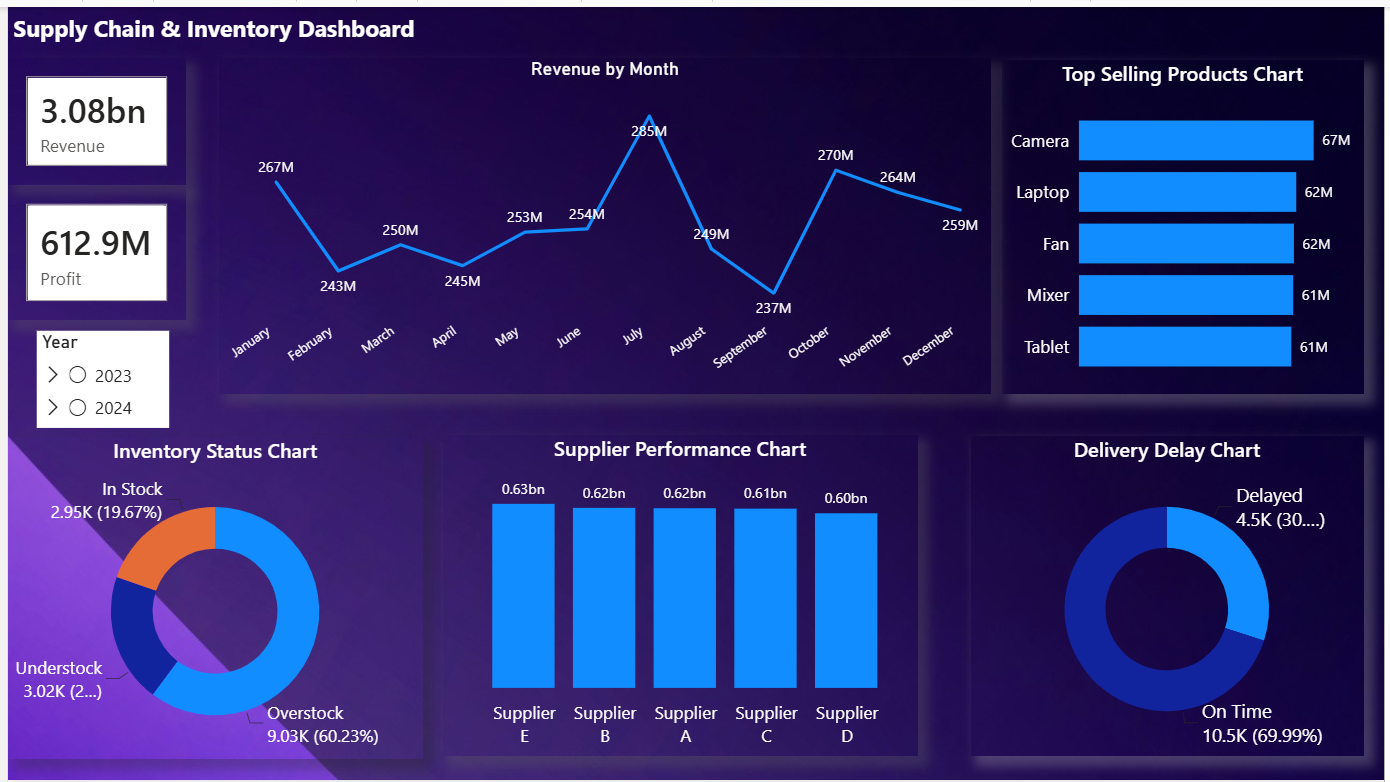 Supply Chain & Inventory Dashboard
3.08bn
Revenue
612.9M
Profit
Year
2023
2024
Revenue by Month
267M
243M
250M
245M
253M
254M
285M
249M
237M
270M
264M
259M
January
February
March
April
May
June
July
August
September
October
November
December
Top Selling Products Chart
Camera 67M
Laptop 62M
Fan 62M
Mixer 61M
Tablet 61M
Inventory Status Chart
In Stock
2.95K (19.67%)
Understock
3.02K (2...)
Overstock
9.03K (60.23%)
Supplier Performance Chart
0.63bn
0.62bn
0.62bn
0.61bn
0.60bn
Supplier
E
Supplier
B
Supplier
A
Supplier
C
Supplier
D
Delivery Delay Chart
Delayed
4.5K (30....)
On Time
10.5K (69.99%)